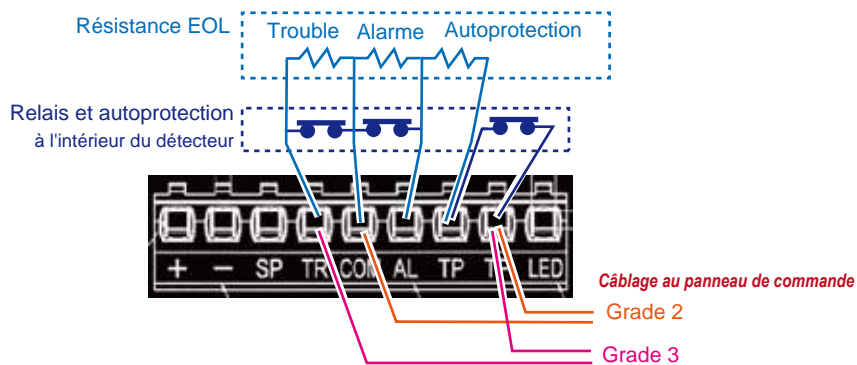 Résistance EOL
Trouble Alarme Autoprotection
Relais et autoprotection
à l'intérieur du détecteur
+ − SP TR COM AL TP TP LED
Câblage au panneau de commande
Grade 2
Grade 3